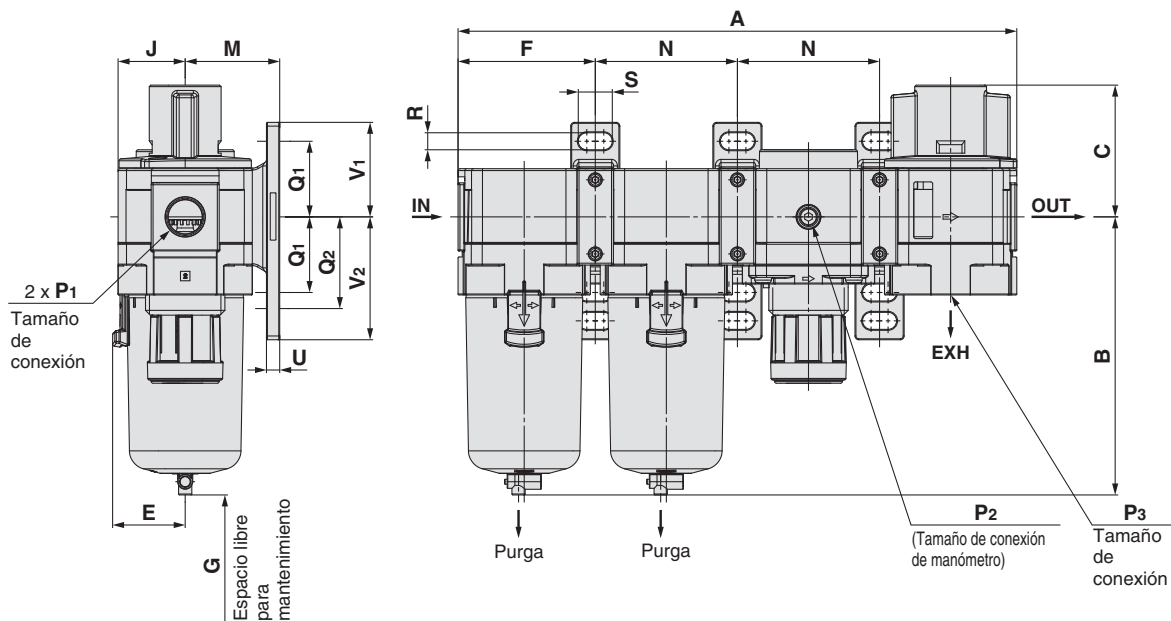 A
J
M
F
N
N
S
R
C
V1
Q1
IN
OUT
Q1
Q2
V2
2 x P1
Tamaño
de
conexión
U
EXH
B
E
G
Espacio libre
para
mantenimiento
Purga
Purga
P2
(Tamaño de conexión
de manómetro)
P3
Tamaño
de
conexión